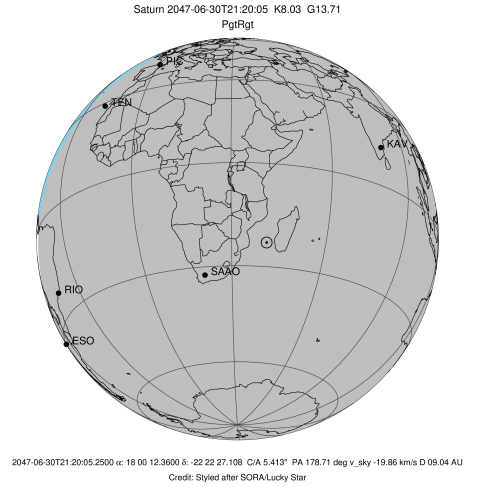 Saturn 2047-06-30T21:20:05 K8.03 G13.71
PgtRgt
PIC
TEN
KAV
SAAO
RIO
ESO
2047-06-30T21:20:05.2500 α: 18 00 12.3600 δ: -22 22 27.108 C/A 5.413" PA 178.71 deg v_sky -19.86 km/s D 09.04 AU
Credit: Styled after SORA/Lucky Star